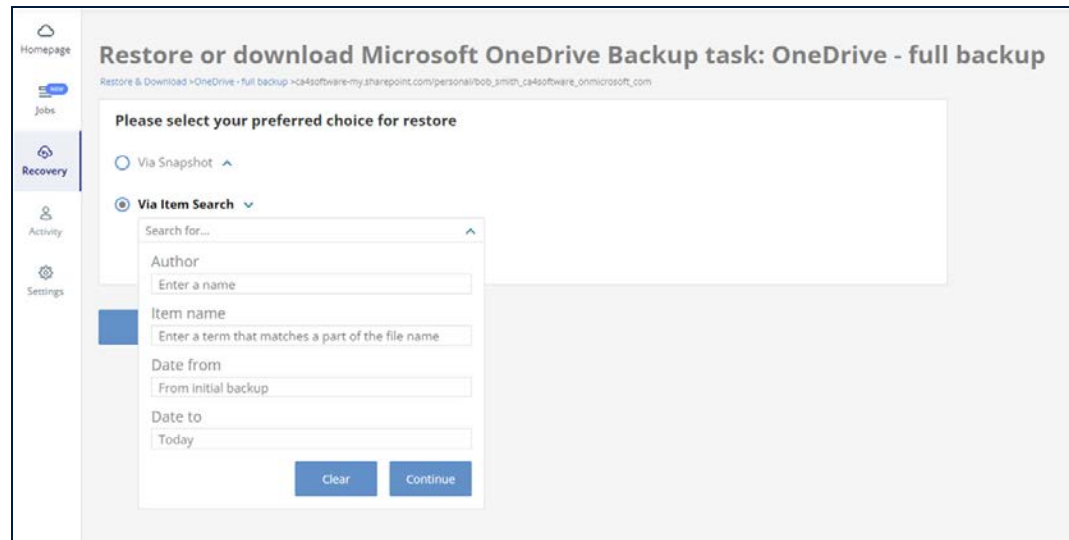 Homepage
NEW
Jobs
Recovery
Activity
Settings
Restore or download Microsoft OneDrive Backup task: OneDrive - full backup
Restore & Download >OneDrive - full backup >ca4software-my.sharepoint.com/personal/bob_smith_ca4software_onmicrosoft_com
Please select your preferred choice for restore
Via Snapshot
Via Item Search
Search for...
Author
Enter a name
Item name
Enter a term that matches a part of the file name
Date from
From initial backup
Date to
Today
Clear Continue